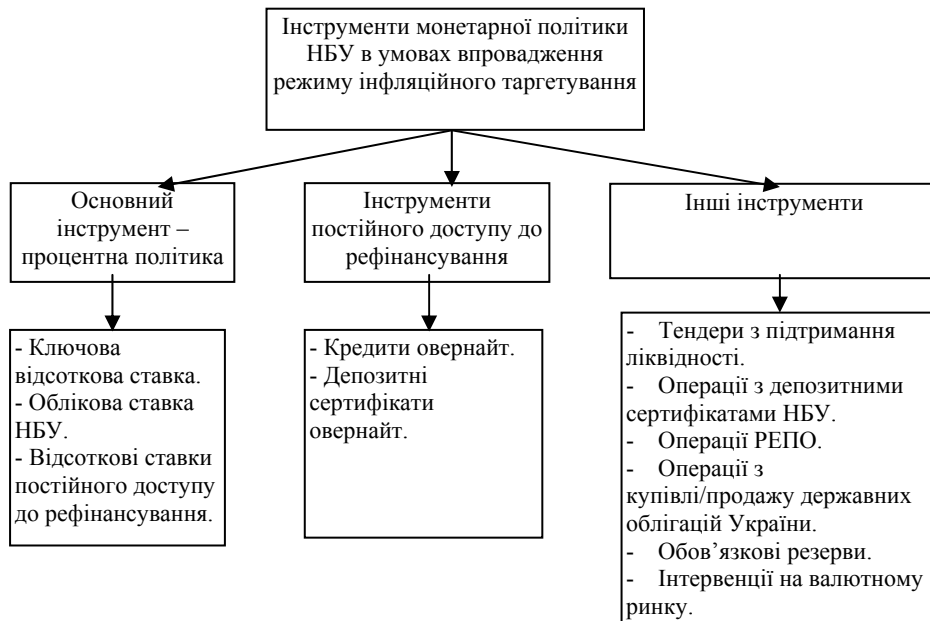 Інструменти монетарної політики
НБУ в умовах впровадження
режиму інфляційного таргетування
Основний
інструмент –
процентна політика
Інструменти
постійного доступу до
рефінансування
Інші інструменти
- Ключова
відсоткова ставка.
- Облікова ставка
НБУ.
- Відсоткові ставки
постійного доступу
до рефінансування.
- Кредити овернайт.
- Депозитні
сертифікати
овернайт.
- Тендери з підтримання
ліквідності.
- Операції з депозитними
сертифікатами НБУ.
- Операції РЕПО.
- Операції з
купівлі/продажу державних
облігацій України.
- Обов’язкові резерви.
- Інтервенції на валютному
ринку.